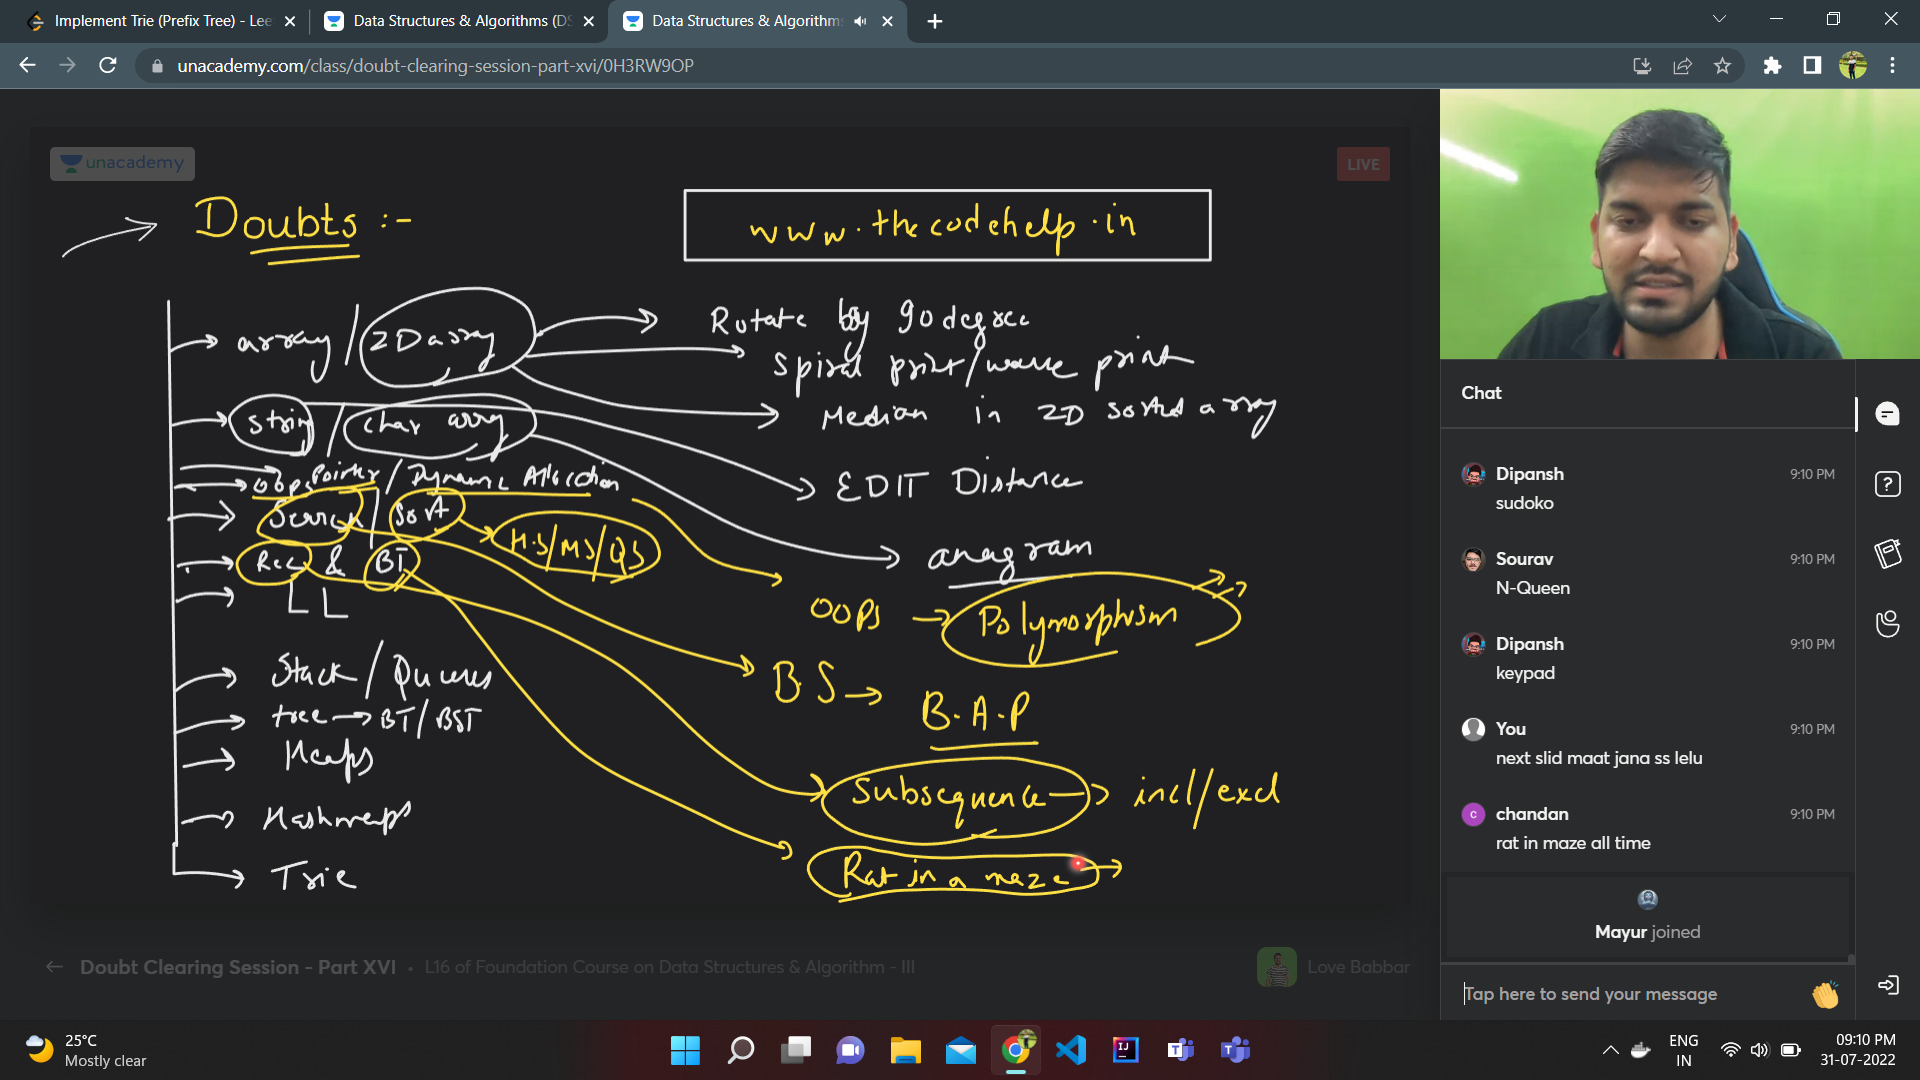 Implement Trie (Prefix Tree) - Lee
Data Structures & Algorithms (DS
Data Structures & Algorithms
unacademy.com/class/doubt-clearing-session-part-xvi/0H3RW9OP
unacademy
LIVE
Doubts :-
www.thecodehelp.in
array / 2D array
Rotate by 90 degree
Spiral print/wave print
Median in 2D sorted array
string / char array
EDIT Distance
Pointer / Dynamic Allocation
oops
Search / Sort
H.S/MS/QS
anagram
Rec & BT
LL
OOPS → Polymorphism
Stack / Queues
B.S →
B.A.P
tree → BT/BST
Heaps
Subsequence → incl/excl
Hashmaps
Rat in a maze →
Trie
← Doubt Clearing Session - Part XVI • L16 of Foundation Course on Data Structures & Algorithm - III
Love Babbar
Chat
Dipansh 9:10 PM
sudoko
Sourav 9:10 PM
N-Queen
Dipansh 9:10 PM
keypad
You 9:10 PM
next slid maat jana ss lelu
c chandan 9:10 PM
rat in maze all time
Mayur joined
Tap here to send your message
25°C
Mostly clear
ENG
IN
09:10 PM
31-07-2022